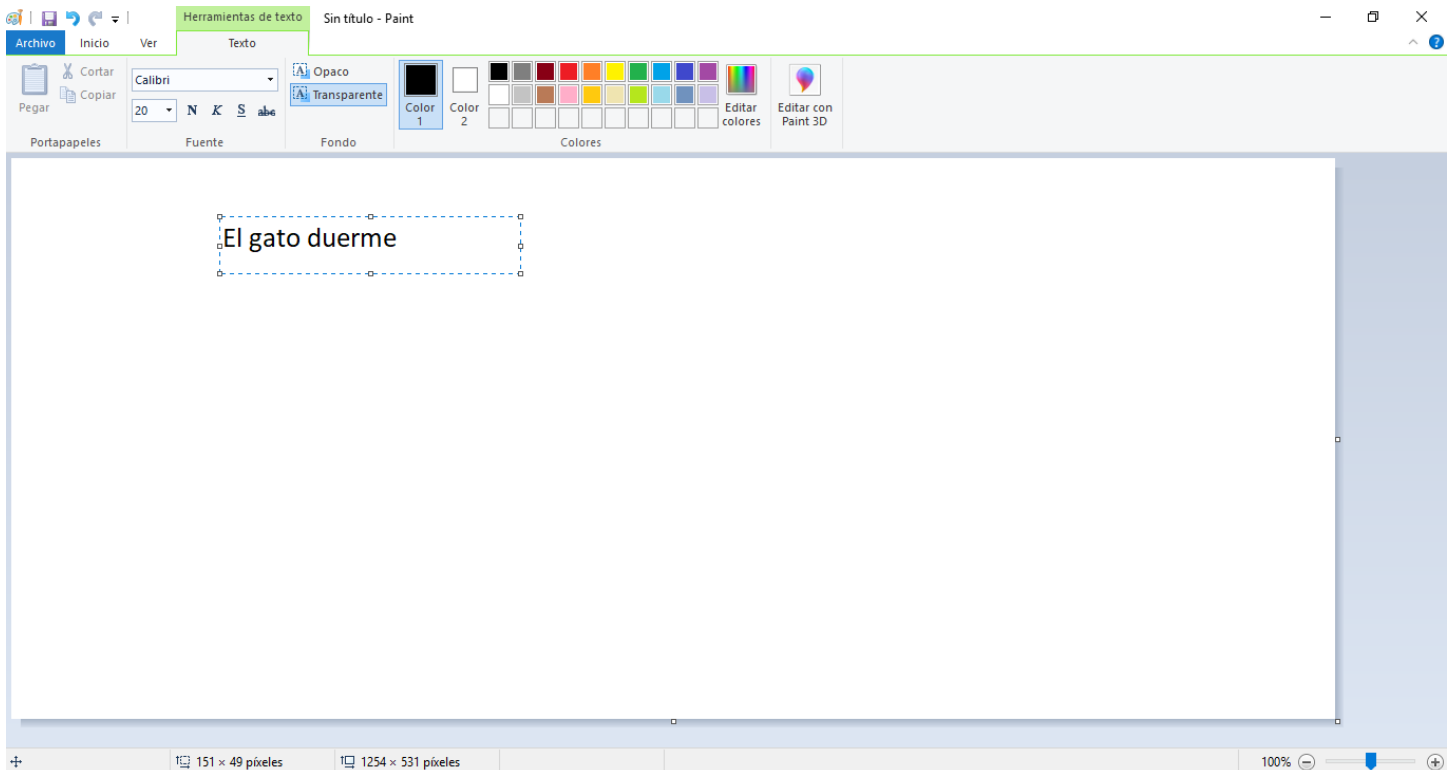 Herramientas de texto Sin título - Paint
Archivo Inicio Ver Texto
Pegar
Cortar
Copiar
Portapapeles
Calibri
20 N K S abc
Fuente
Opaco
Transparente
Fondo
Color 1
Color 2
Editar colores
Colores
Editar con Paint 3D
El gato duerme
151 × 49 píxeles 1254 × 531 píxeles 100%